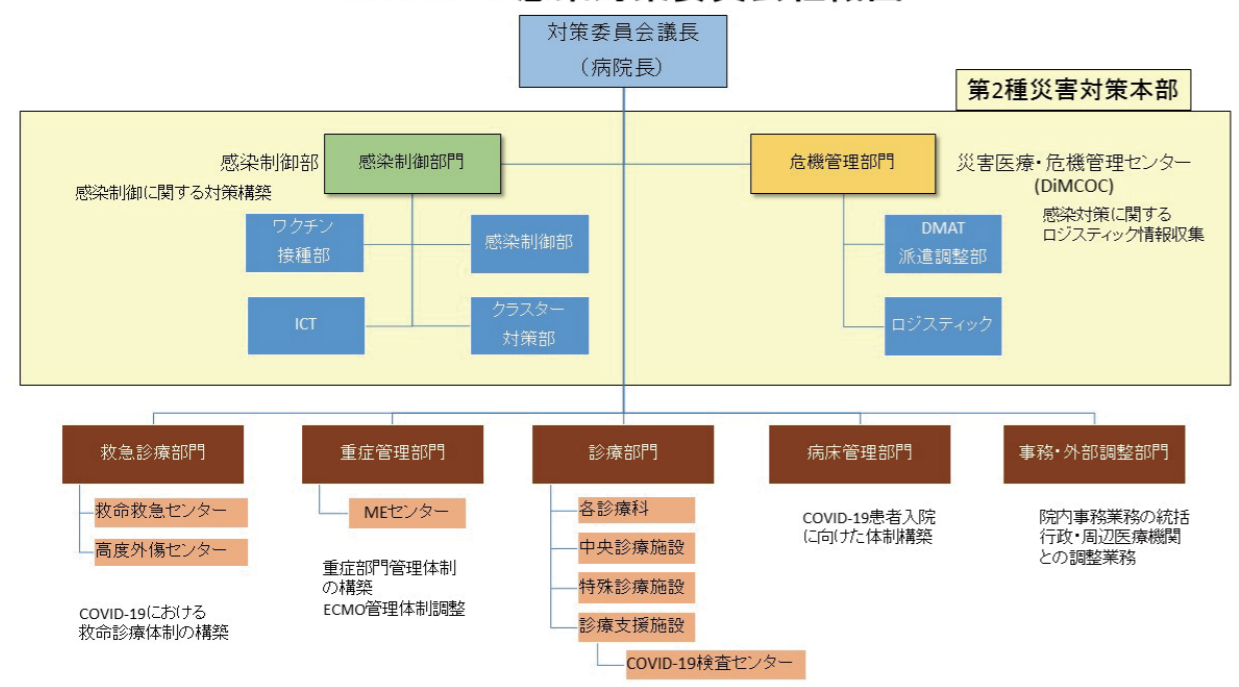 対策委員会議長
（病院長）
第2種災害対策本部
感染制御部
感染制御部門
危機管理部門
災害医療・危機管理センター
(DiMCOC)
感染制御に関する対策構築
感染対策に関する
ロジスティック情報収集
ワクチン
接種部
感染制御部
DMAT
派遣調整部
ICT
クラスター
対策部
ロジスティック
救急診療部門
重症管理部門
診療部門
病床管理部門
事務・外部調整部門
救命救急センター
高度外傷センター
COVID-19における
救命診療体制の構築
MEセンター
重症部門管理体制
の構築
ECMO管理体制調整
各診療科
中央診療施設
特殊診療施設
診療支援施設
COVID-19検査センター
COVID-19患者入院
に向けた体制構築
院内事務業務の統括
行政・周辺医療機関
との調整業務